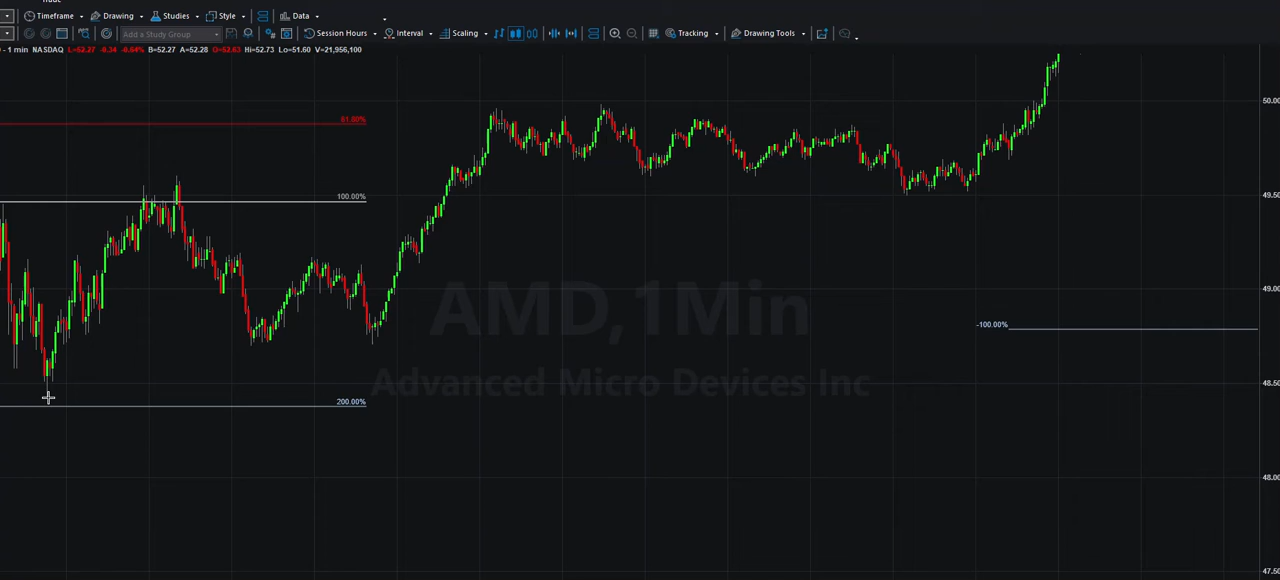 Trade
Timeframe Drawing Studies Style Data
Add a Study Group Session Hours Interval Scaling Tracking Drawing Tools
- 1 min NASDAQ L=52.27 -0.34 -0.64% B=52.27 A=52.28 O=52.63 Hi=52.73 Lo=51.60 V=21,956,100
50.00
61.80%
100.00%
49.50
49.00
AMD,1Min
-100.00%
Advanced Micro Devices Inc
48.50
200.00%
48.00
47.50